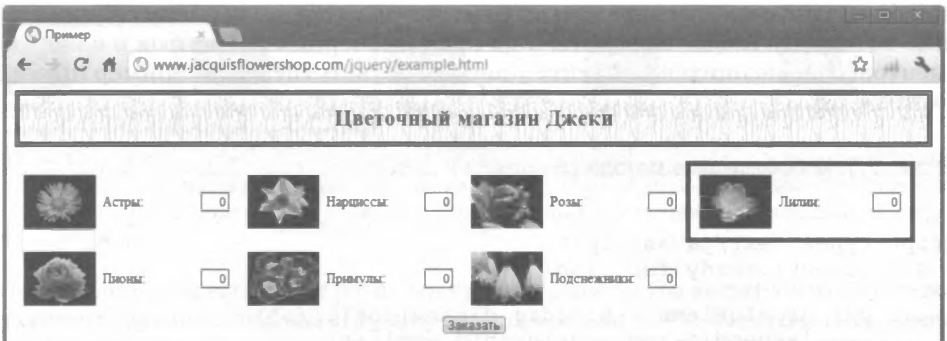 Пример
www.jacquisflowershop.com/jquery/example.html
Цветочный магазин Джеки
Астры: 0 Нарциссы: 0 Розы: 0 Лилии: 0
Пионы: 0 Примулы: 0 Подснежники: 0
Заказать